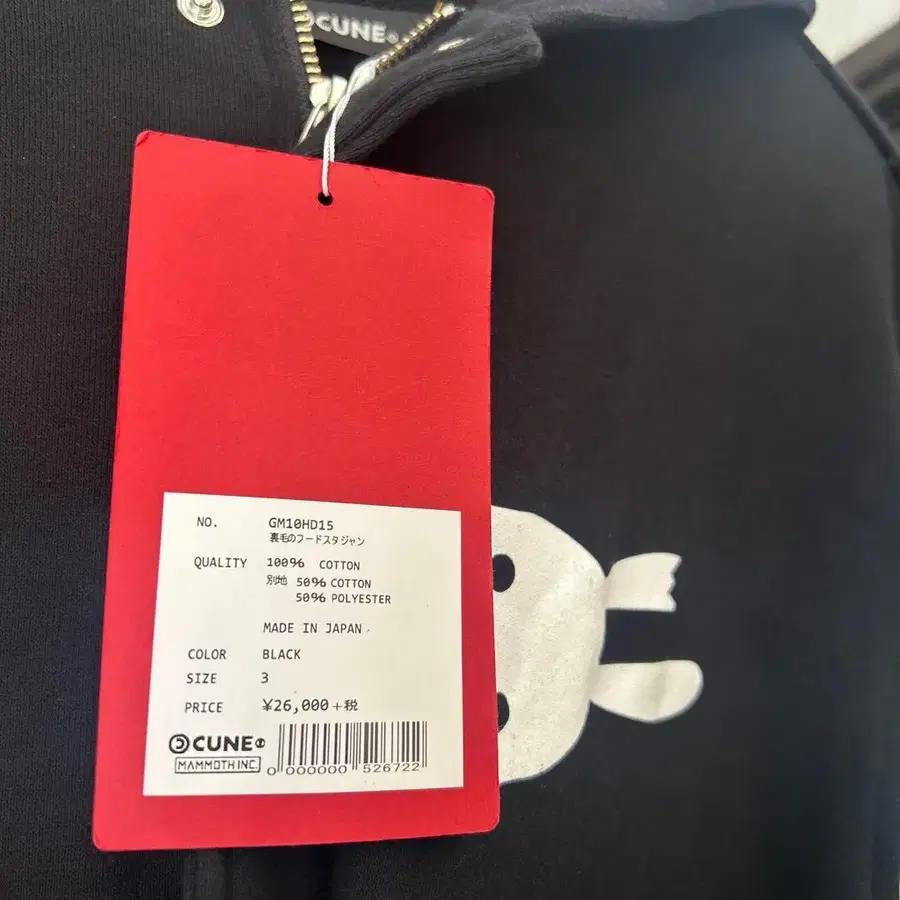 CUNE
NO. GM10HD15
裏毛のフードスタジャン
QUALITY 100% COTTON
別地 50% COTTON
50% POLYESTER
MADE IN JAPAN.
COLOR BLACK
SIZE 3
PRICE ¥26,000+税
CUNE
MAMMOTH INC.
0 000000 526722